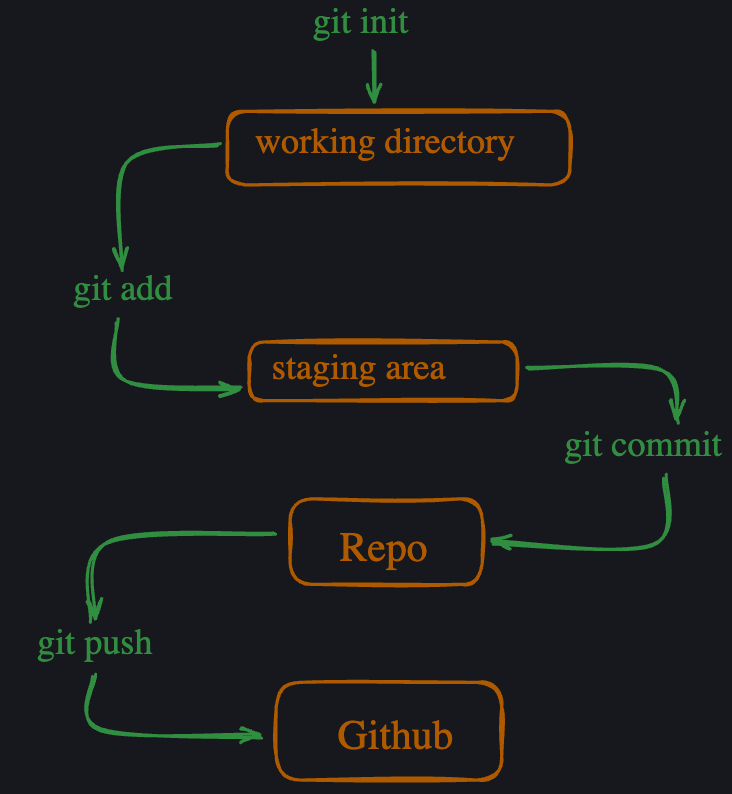 git init
working directory
git add
staging area
git commit
Repo
git push
Github